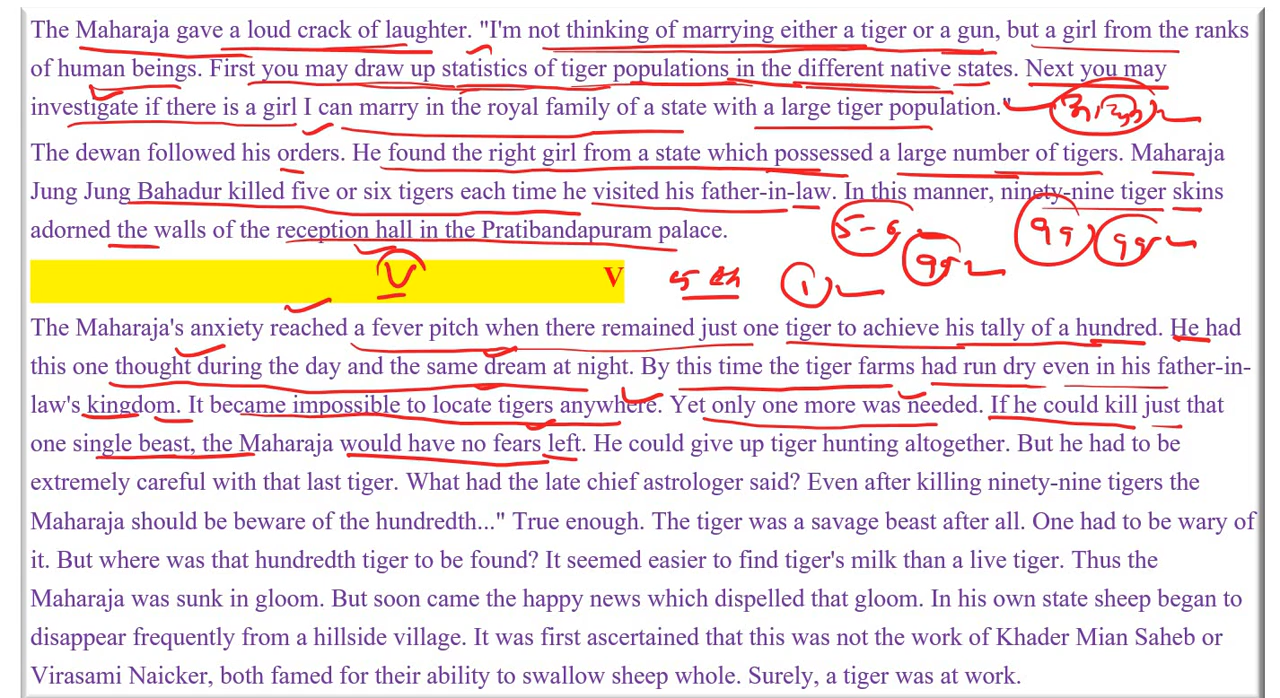 The Maharaja gave a loud crack of laughter. "I'm not thinking of marrying either a tiger or a gun, but a girl from the ranks
of human beings. First you may draw up statistics of tiger populations in the different native states. Next you may
investigate if there is a girl I can marry in the royal family of a state with a large tiger population."
The dewan followed his orders. He found the right girl from a state which possessed a large number of tigers. Maharaja
Jung Jung Bahadur killed five or six tigers each time he visited his father-in-law. In this manner, ninety-nine tiger skins
adorned the walls of the reception hall in the Pratibandapuram palace.
5-6 99 99
99
V V 5 th 1
The Maharaja's anxiety reached a fever pitch when there remained just one tiger to achieve his tally of a hundred. He had
this one thought during the day and the same dream at night. By this time the tiger farms had run dry even in his father-in-
law's kingdom. It became impossible to locate tigers anywhere. Yet only one more was needed. If he could kill just that
one single beast, the Maharaja would have no fears left. He could give up tiger hunting altogether. But he had to be
extremely careful with that last tiger. What had the late chief astrologer said? Even after killing ninety-nine tigers the
Maharaja should be beware of the hundredth..." True enough. The tiger was a savage beast after all. One had to be wary of
it. But where was that hundredth tiger to be found? It seemed easier to find tiger's milk than a live tiger. Thus the
Maharaja was sunk in gloom. But soon came the happy news which dispelled that gloom. In his own state sheep began to
disappear frequently from a hillside village. It was first ascertained that this was not the work of Khader Mian Saheb or
Virasami Naicker, both famed for their ability to swallow sheep whole. Surely, a tiger was at work.